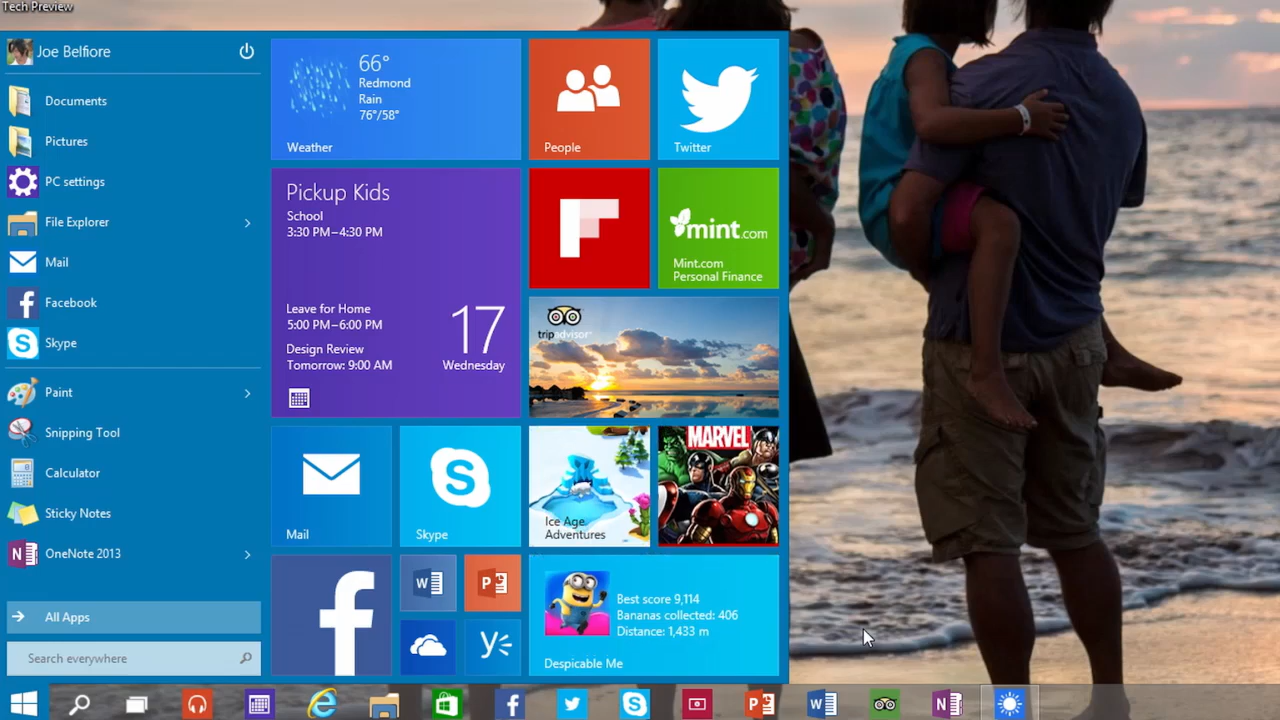 Tech Preview
Joe Belfiore
Documents
Pictures
PC settings
File Explorer
Mail
Facebook
Skype
Paint
Snipping Tool
Calculator
Sticky Notes
OneNote 2013
All Apps
Search everywhere
66°
Redmond
Rain
76°/58°
Weather
People
Twitter
Pickup Kids
School
3:30 PM–4:30 PM
Leave for Home
5:00 PM–6:00 PM
Design Review
Tomorrow: 9:00 AM
17
Wednesday
mint.com
Mint.com
Personal Finance
tripadvisor
Mail
Skype
Ice Age
Adventures
MARVEL
Best score 9,114
Bananas collected: 406
Distance: 1,433 m
Despicable Me